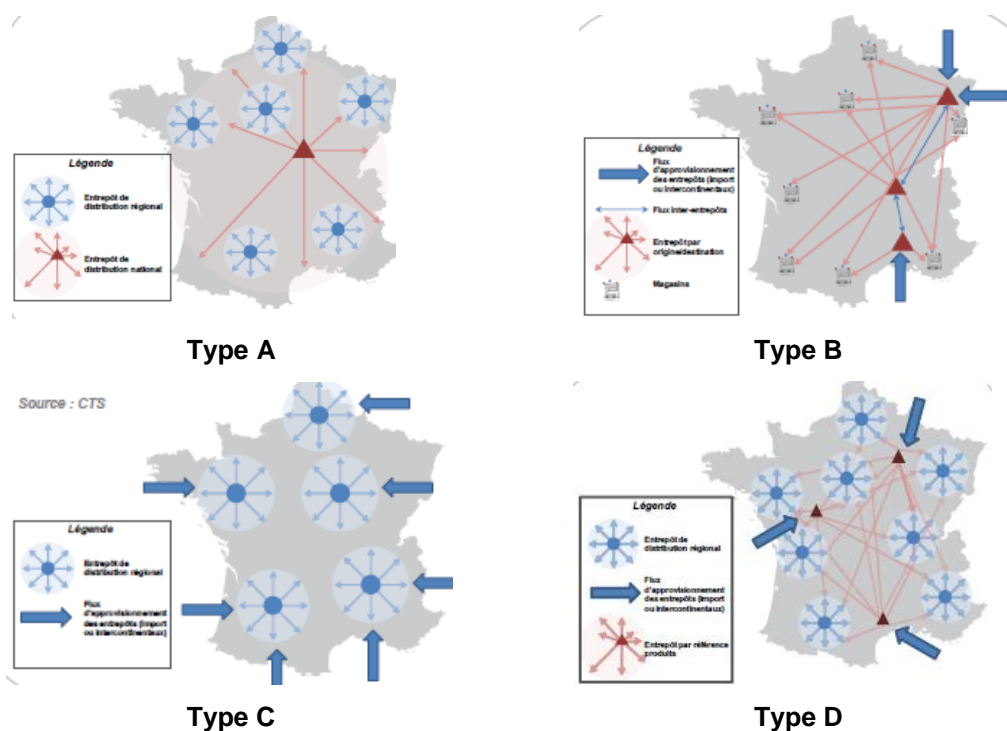 Légende
Entrepôt de
distribution régional
Entrepôt de
distribution national
Type A
Légende
Flux
d'approvisionnement
des entrepôts (import
ou intercontinentaux)
Flux inter-entrepôts
Entrepôt par
origine/destination
Magasins
Type B
Source : CTS
Légende
Entrepôt de
distribution régional
Flux
d'approvisionnement
des entrepôts (import
ou intercontinentaux)
Type C
Légende
Entrepôt de
distribution régional
Flux
d'approvisionnement
des entrepôts (import
ou intercontinentaux)
Entrepôt par référence
produits
Type D